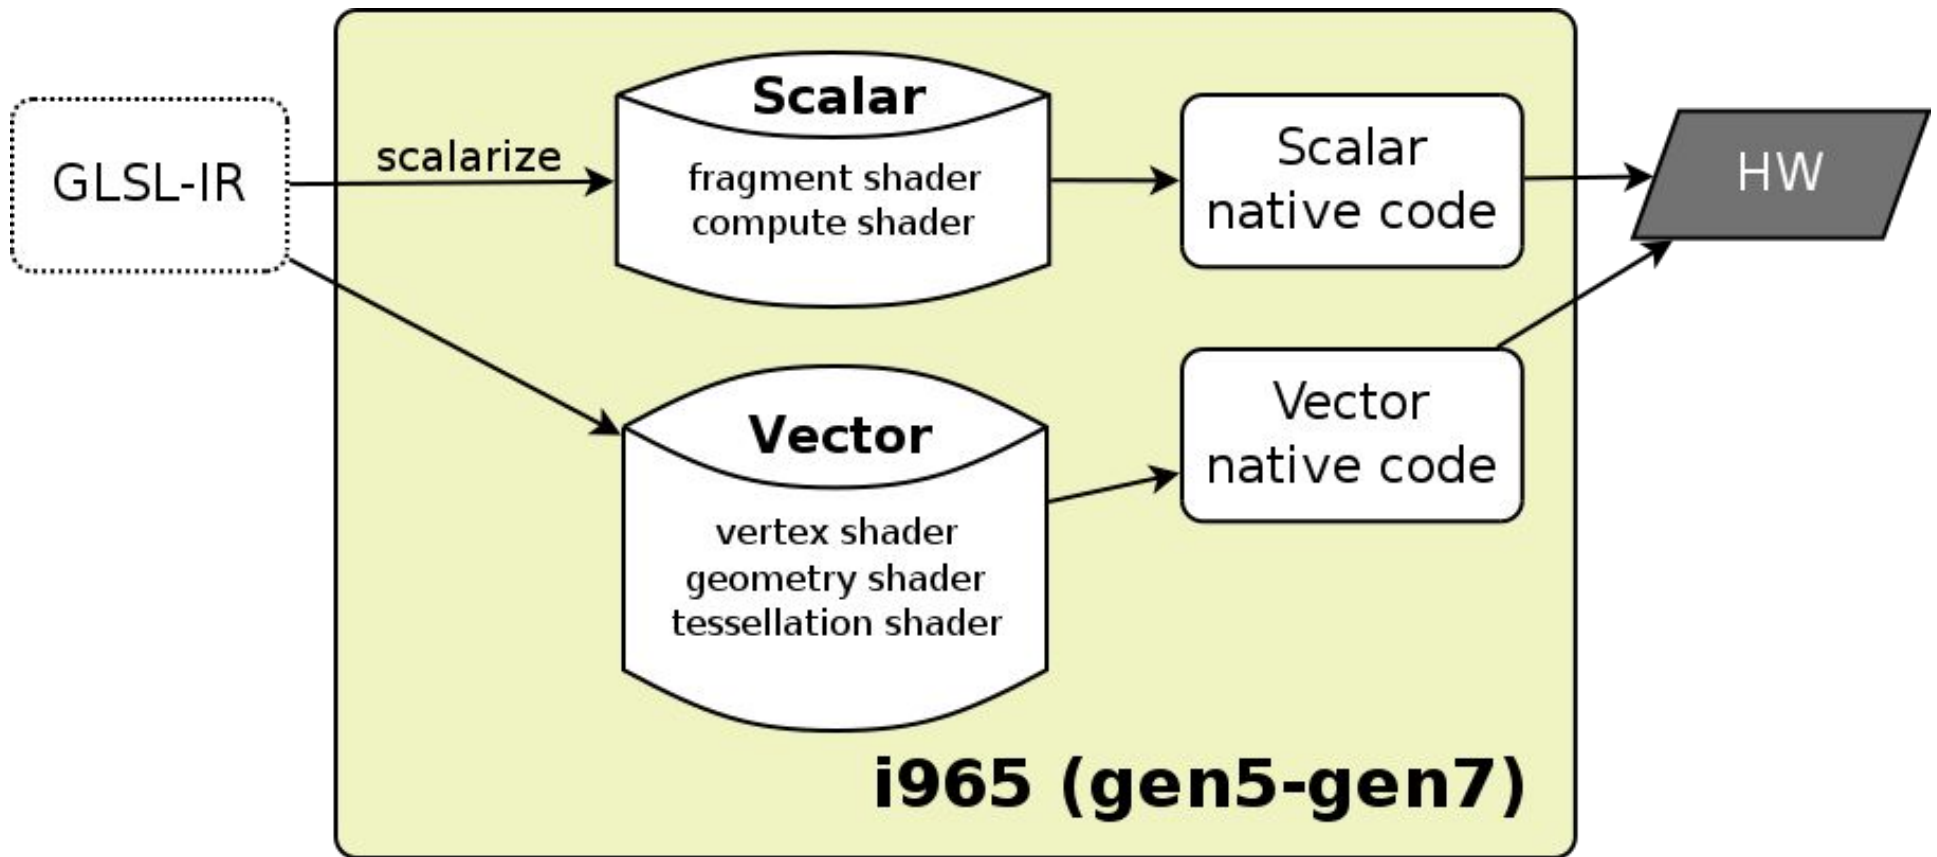 GLSL-IR
scalarize
Scalar
fragment shader
compute shader
Scalar
native code
HW
Vector
vertex shader
geometry shader
tessellation shader
Vector
native code
i965 (gen5-gen7)